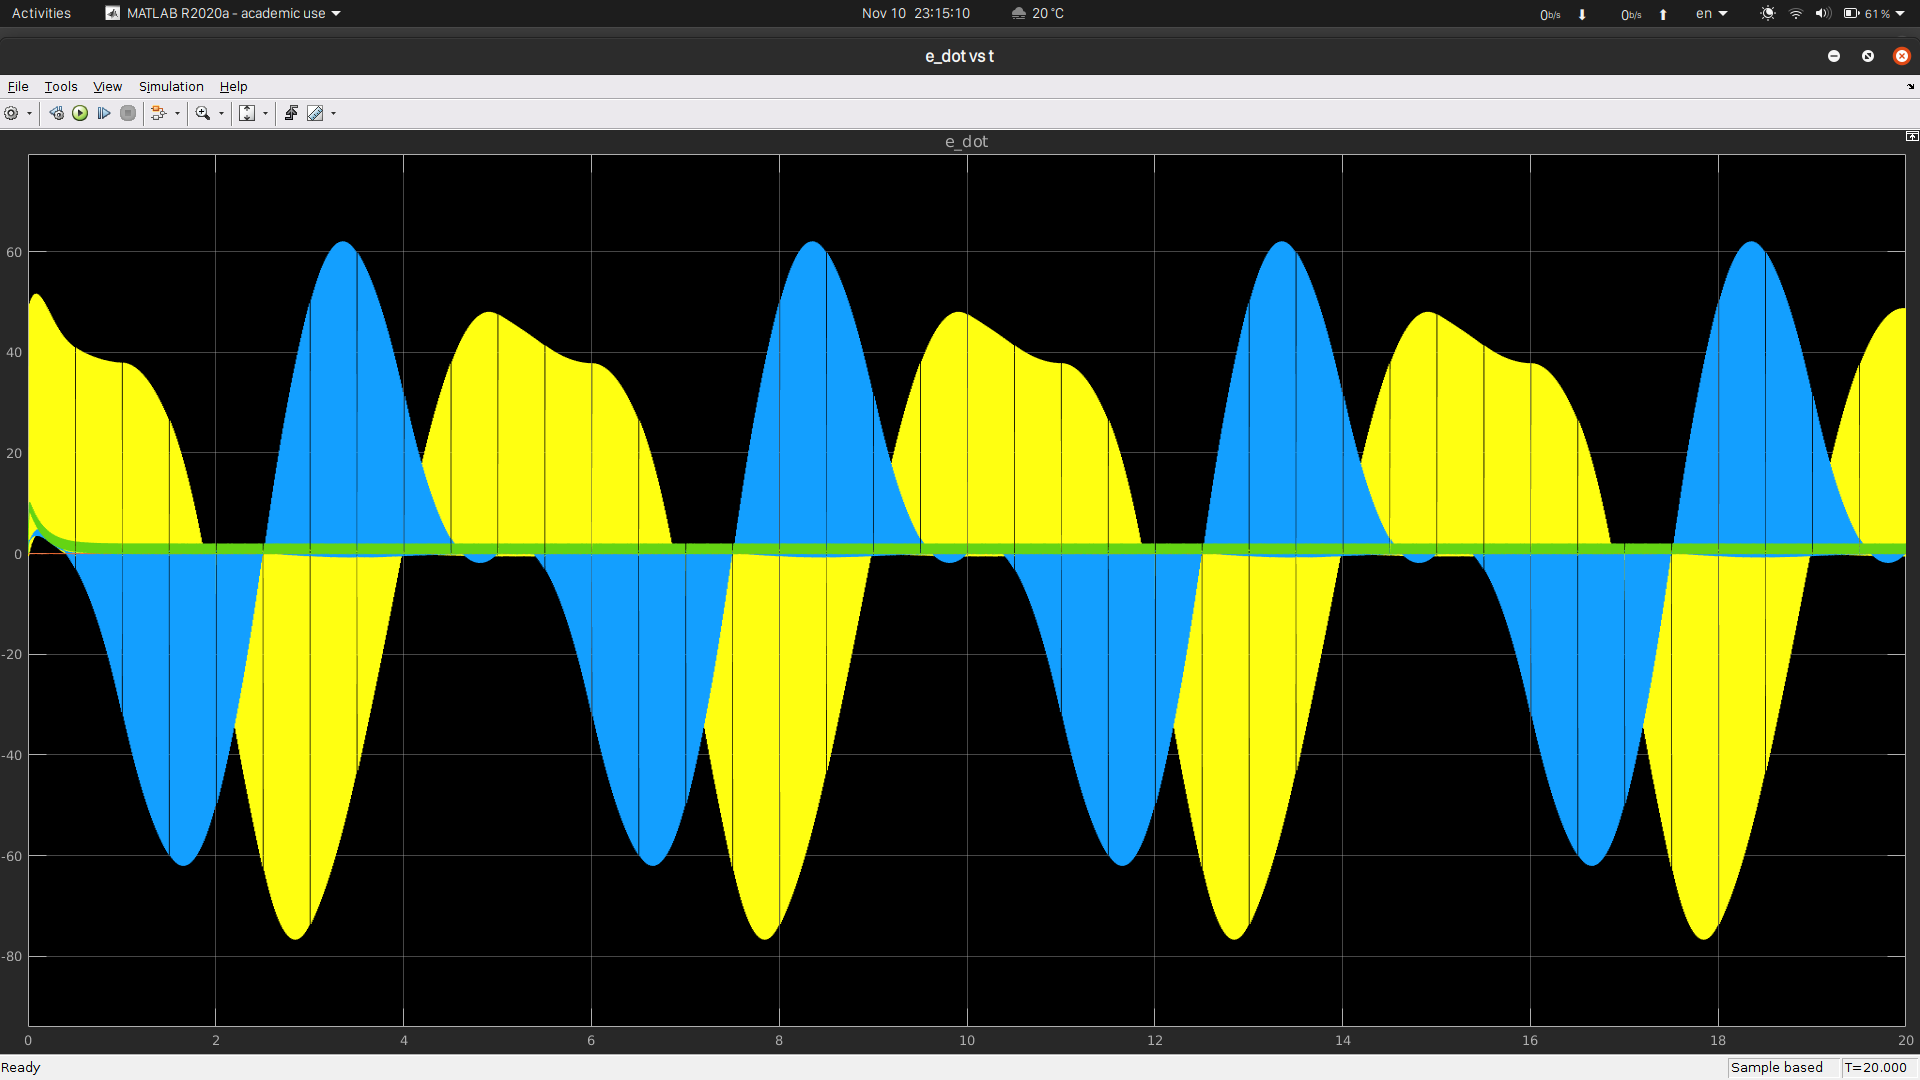 Activities MATLAB R2020a - academic use Nov 10 23:15:10 20 °C 0b/s 0b/s en 61 %
e_dot vs t
File Tools View Simulation Help
e_dot
60
40
20
0
-20
-40
-60
-80
0 2 4 6 8 10 12 14 16 18 20
Ready Sample based T=20.000